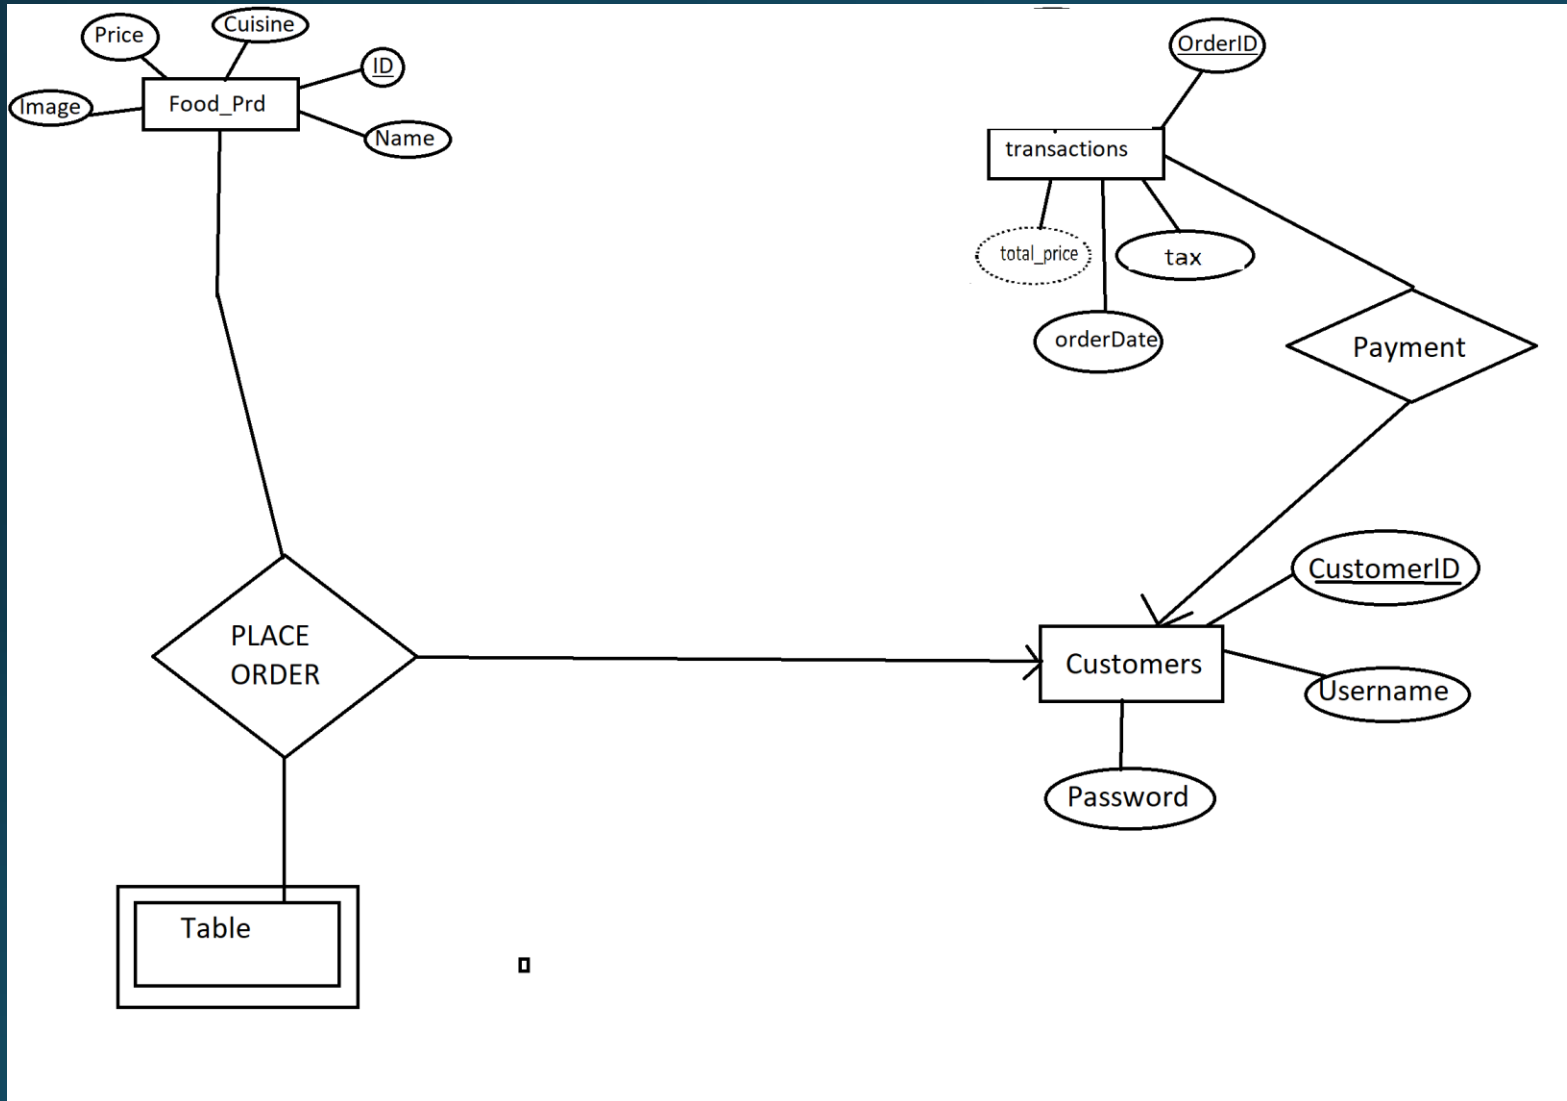 Price
Cuisine
ID
Image
Food_Prd
Name
OrderID
transactions
total_price
tax
orderDate
Payment
CustomerID
PLACE
ORDER
Customers
Username
Password
Table